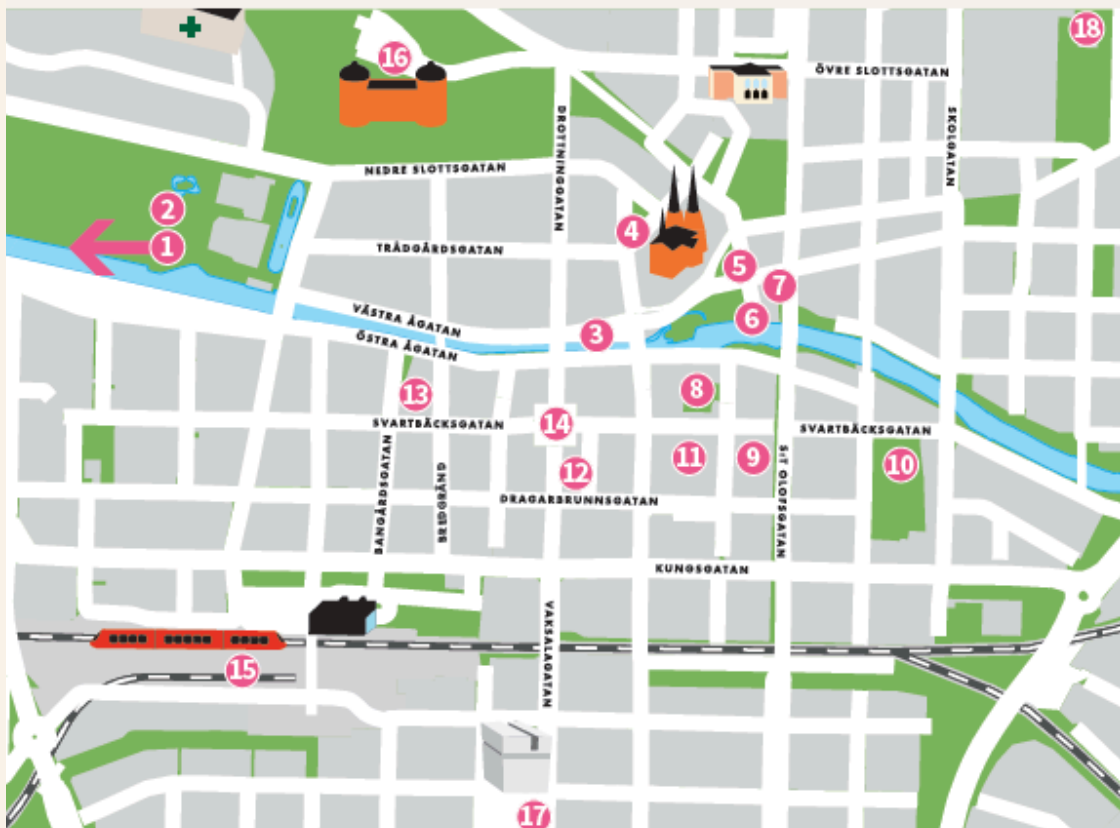 18
16
ÖVRE SLOTTSGATAN
DROTTNINGGATAN
SKOLGATAN
NEDRE SLOTTSGATAN
2
4
1
TRÄDGÅRDSGATAN
5
7
VÄSTRA ÅGATAN
6
3
ÖSTRA ÅGATAN
13
8
14
SVARTBÄCKSGATAN
SVARTBÄCKSGATAN
12
11
9
10
S:T OLOFSGATAN
BANGÅRDSGATAN
BREDGRÄND
DRAGARBRUNNSGATAN
KUNGSGATAN
VAKSALAGATAN
15
17